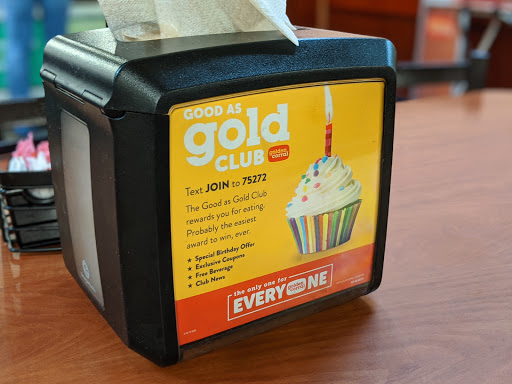 GOOD AS
gold
CLUB golden corral
Text JOIN to 75272
The Good as Gold Club
rewards you for eating.
Probably the easiest
award to win, ever.
★ Special Birthday Offer
★ Exclusive Coupons
★ Free Beverage
★ Club News
the only one for
EVERYONE
golden corral